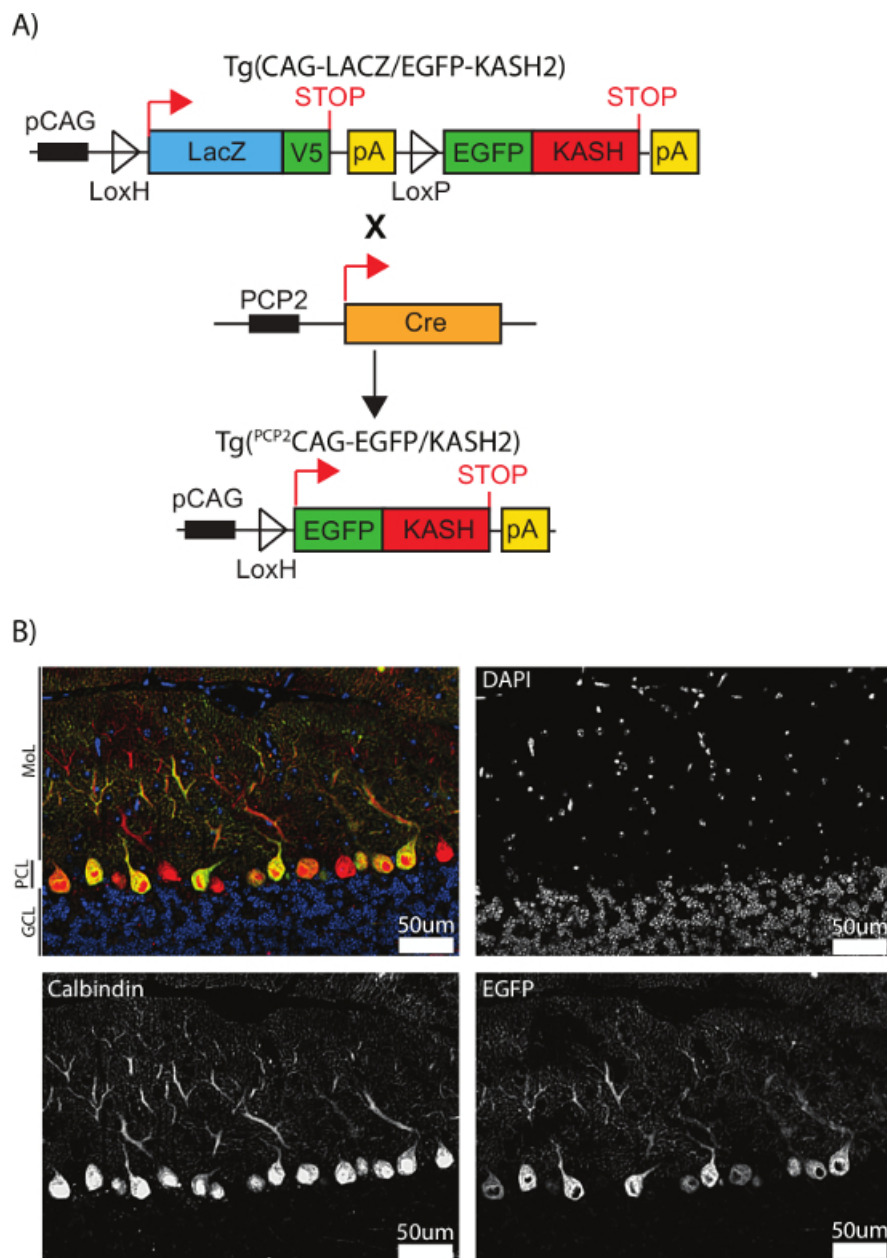 A)
Tg(CAG-LACZ/EGFP-KASH2)
STOP STOP
pCAG
LacZ V5 pA EGFP KASH pA
LoxH LoxP
X
PCP2
Cre
Tg(PCP2CAG-EGFP/KASH2)
STOP
pCAG
EGFP KASH pA
LoxH
B)
DAPI
MoL
PCL
GCL
50um 50um
Calbindin EGFP
50um 50um